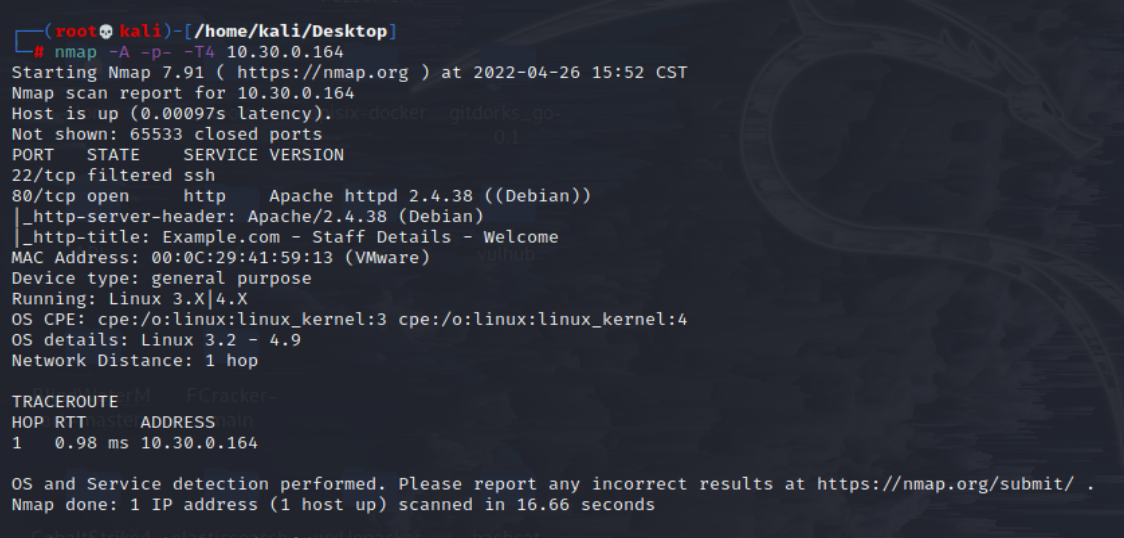 ┌──(root💀kali)-[/home/kali/Desktop]
└─# nmap -A -p- -T4 10.30.0.164
Starting Nmap 7.91 ( https://nmap.org ) at 2022-04-26 15:52 CST
Nmap scan report for 10.30.0.164
Host is up (0.00097s latency).
Not shown: 65533 closed ports
PORT   STATE    SERVICE VERSION
22/tcp filtered ssh
80/tcp open     http    Apache httpd 2.4.38 ((Debian))
|_http-server-header: Apache/2.4.38 (Debian)
|_http-title: Example.com - Staff Details - Welcome
MAC Address: 00:0C:29:41:59:13 (VMware)
Device type: general purpose
Running: Linux 3.X|4.X
OS CPE: cpe:/o:linux:linux_kernel:3 cpe:/o:linux:linux_kernel:4
OS details: Linux 3.2 - 4.9
Network Distance: 1 hop
TRACEROUTE
HOP RTT     ADDRESS
1   0.98 ms 10.30.0.164
OS and Service detection performed. Please report any incorrect results at https://nmap.org/submit/ .
Nmap done: 1 IP address (1 host up) scanned in 16.66 seconds